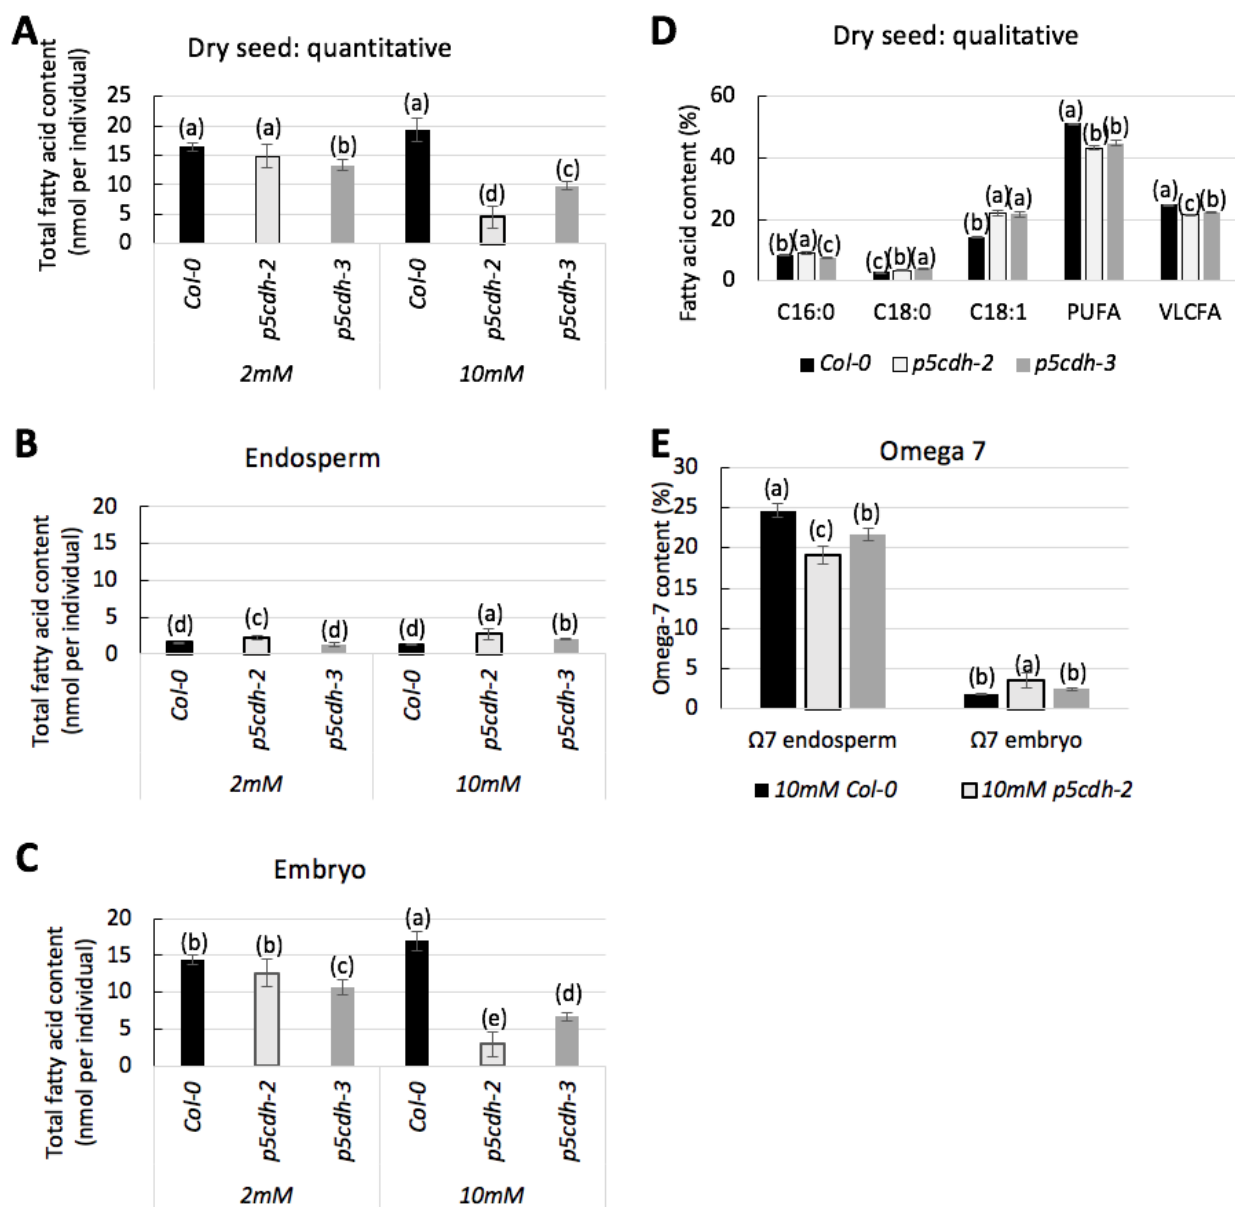 A
Dry seed: quantitative
Total fatty acid content
(nmol per individual)
25
20
15
10
5
0
(a)
(a)
(b)
(a)
(d)
(c)
Col-0
p5cdh-2
p5cdh-3
Col-0
p5cdh-2
p5cdh-3
2mM
10mM
B
Endosperm
Total fatty acid content
(nmol per individual)
20
15
10
5
0
(d)
(c)
(d)
(d)
(a)
(b)
Col-0
p5cdh-2
p5cdh-3
Col-0
p5cdh-2
p5cdh-3
2mM
10mM
C
Embryo
Total fatty acid content
(nmol per individual)
20
15
10
5
0
(b)
(b)
(c)
(a)
(e)
(d)
Col-0
p5cdh-2
p5cdh-3
Col-0
p5cdh-2
p5cdh-3
2mM
10mM
D
Dry seed: qualitative
Fatty acid content (%)
60
40
20
0
(b) (a) (c)
(c) (b) (a)
(b) (a) (a)
(a) (b) (b)
(a) (c) (b)
C16:0
C18:0
C18:1
PUFA
VLCFA
Col-0
p5cdh-2
p5cdh-3
E
Omega 7
Omega-7 content (%)
30
25
20
15
10
5
0
(a)
(c)
(b)
(b)
(a)
(b)
Ω7 endosperm
Ω7 embryo
10mM Col-0
10mM p5cdh-2